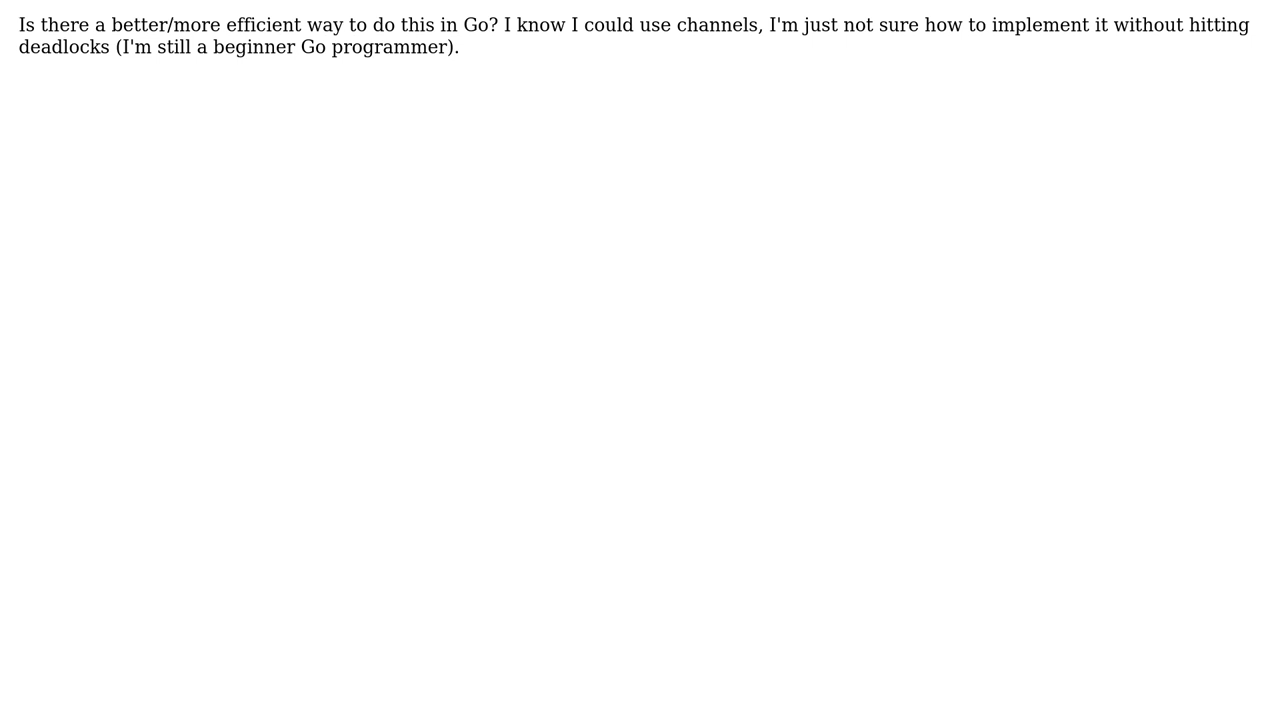 Is there a better/more efficient way to do this in Go? I know I could use channels, I'm just not sure how to implement it without hitting
deadlocks (I'm still a beginner Go programmer).